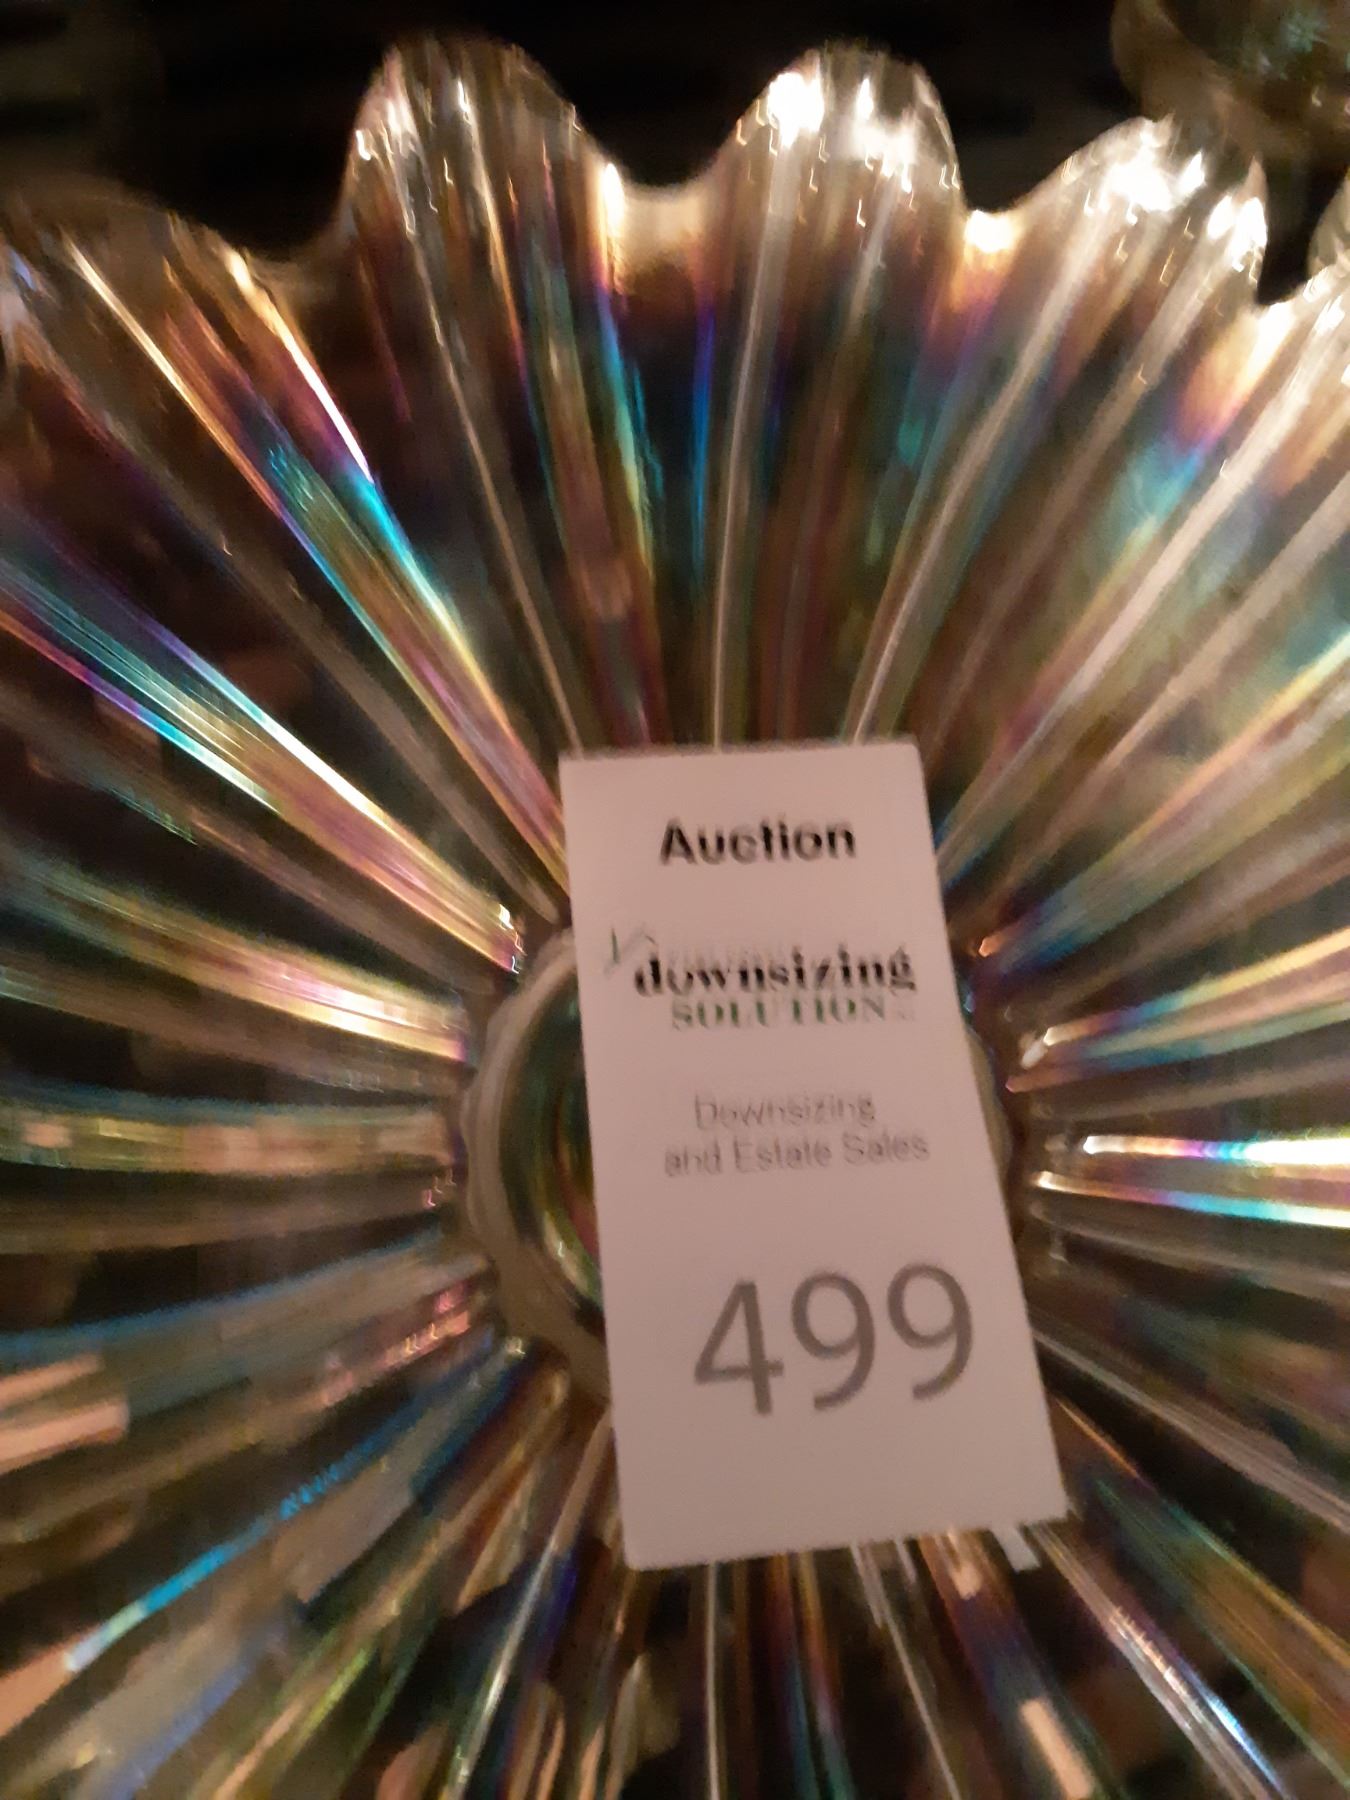 Auction
downsizing
SOLUTION
Downsizing
and Estate Sales
499